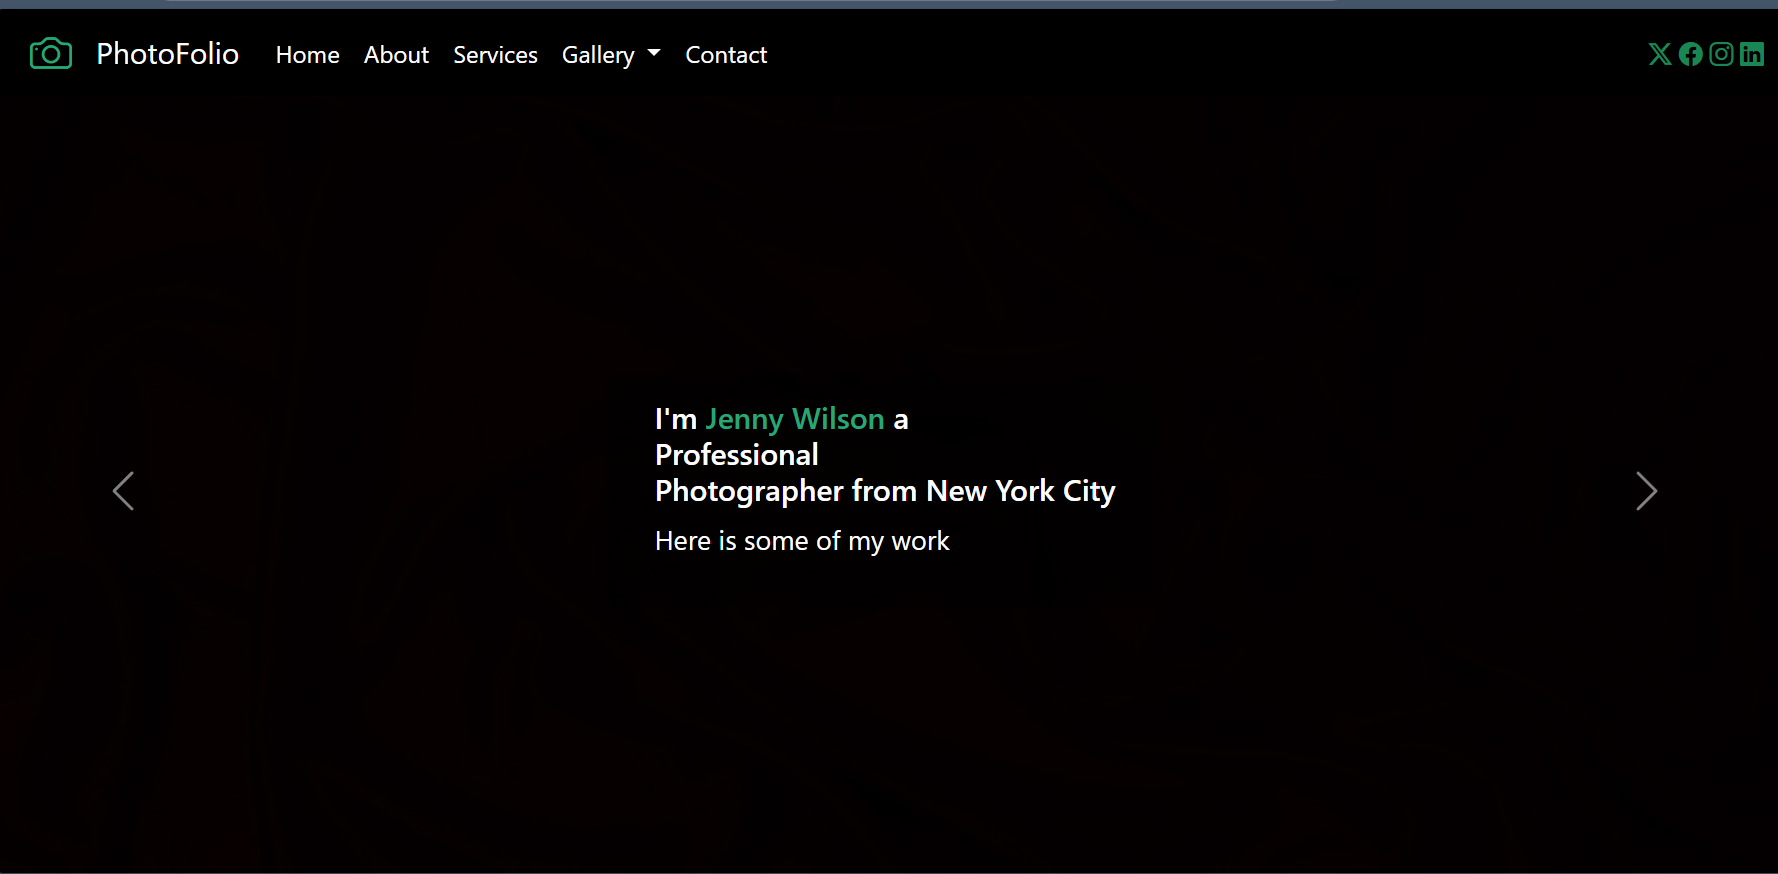 PhotoFolio Home About Services Gallery Contact
I'm Jenny Wilson a
Professional
Photographer from New York City
Here is some of my work